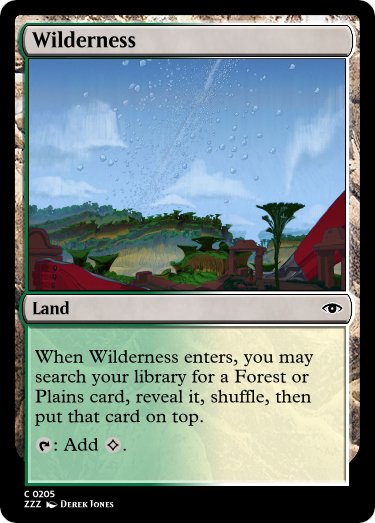 Wilderness
Land
When Wilderness enters, you may
search your library for a Forest or
Plains card, reveal it, shuffle, then
put that card on top.
: Add .
C 0205
ZZZ Derek Jones